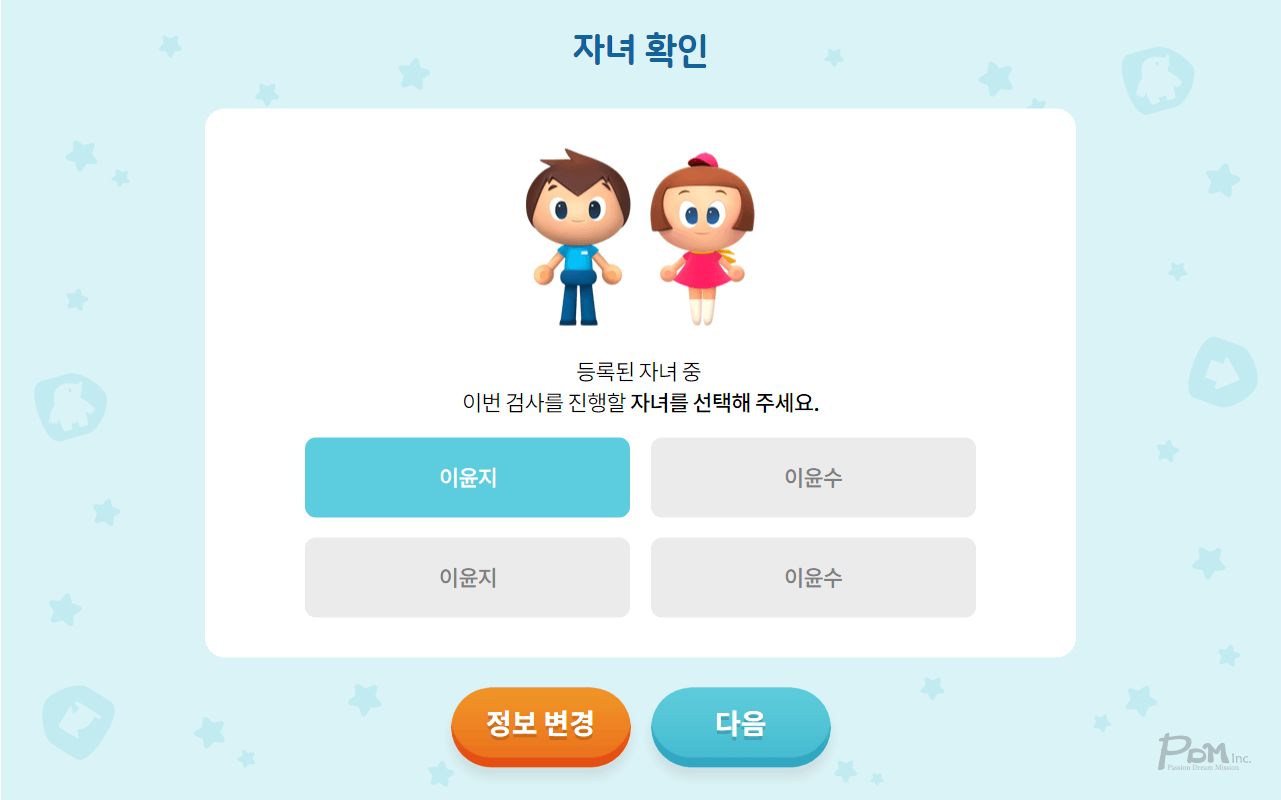 자녀 확인
등록된 자녀 중
이번 검사를 진행할 자녀를 선택해 주세요.
이윤지
이윤수
이윤지
이윤수
정보 변경
다음
PDM Inc.
Passion Dream Mission